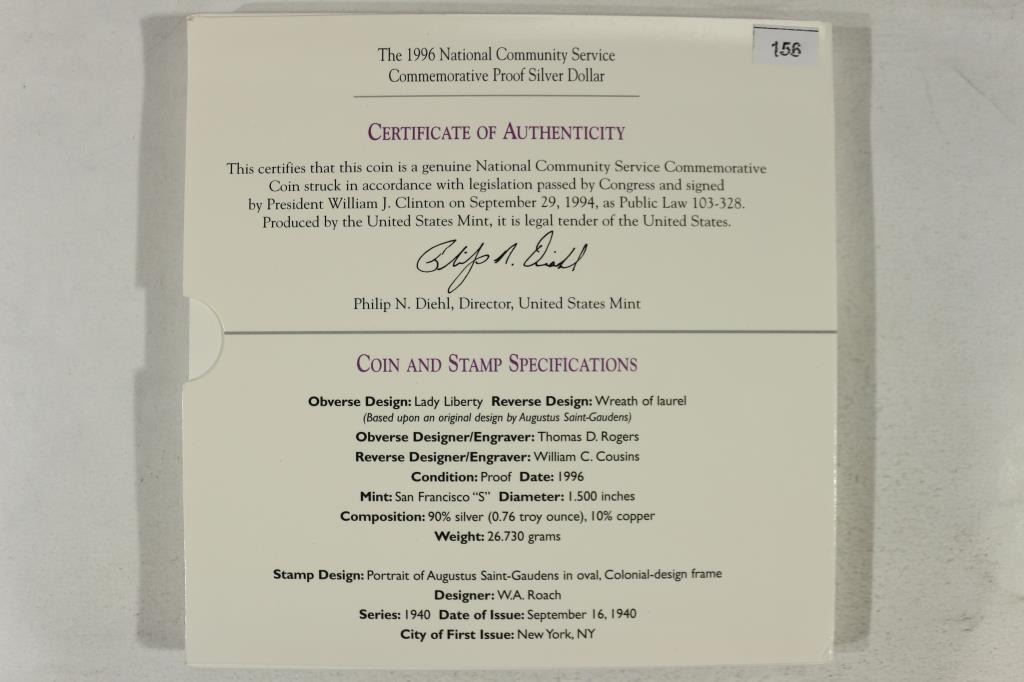 156
The 1996 National Community Service
Commemorative Proof Silver Dollar
CERTIFICATE OF AUTHENTICITY
This certifies that this coin is a genuine National Community Service Commemorative
Coin struck in accordance with legislation passed by Congress and signed
by President William J. Clinton on September 29, 1994, as Public Law 103-328.
Produced by the United States Mint, it is legal tender of the United States.
Philip N. Diehl
Philip N. Diehl, Director, United States Mint
COIN AND STAMP SPECIFICATIONS
Obverse Design: Lady Liberty Reverse Design: Wreath of laurel
(Based upon an original design by Augustus Saint-Gaudens)
Obverse Designer/Engraver: Thomas D. Rogers
Reverse Designer/Engraver: William C. Cousins
Condition: Proof Date: 1996
Mint: San Francisco "S" Diameter: 1.500 inches
Composition: 90% silver (0.76 troy ounce), 10% copper
Weight: 26.730 grams
Stamp Design: Portrait of Augustus Saint-Gaudens in oval, Colonial-design frame
Designer: W.A. Roach
Series: 1940 Date of Issue: September 16, 1940
City of First Issue: New York, NY